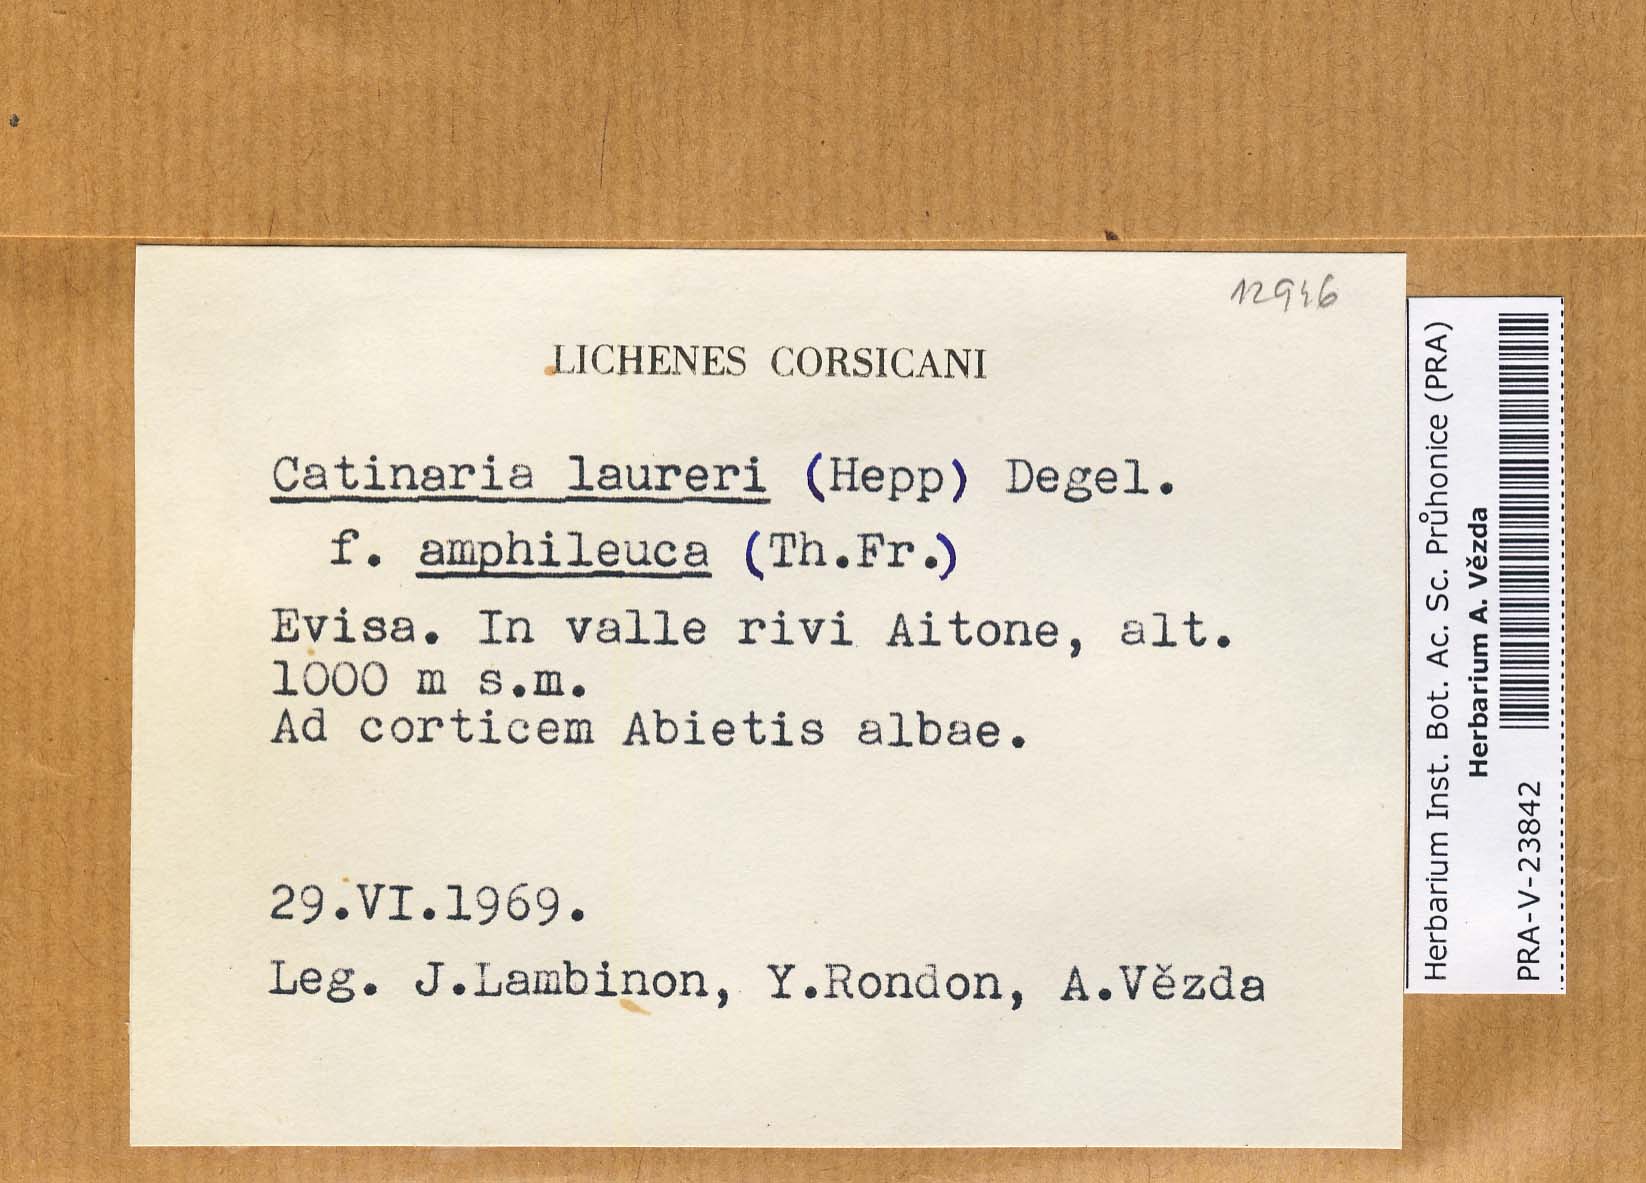 12946
LICHENES CORSICANI
Catinaria laureri (Hepp) Degel.
f. amphileuca (Th.Fr.)
Evisa. In valle rivi Aitone, alt.
1000 m s.m.
Ad corticem Abietis albae.
29.VI.1969.
Leg. J.Lambinon, Y.Rondon, A.Vězda
Herbarium Inst. Bot. Ac. Sc. Průhonice (PRA)
Herbarium A. Vězda
PRA-V-23842